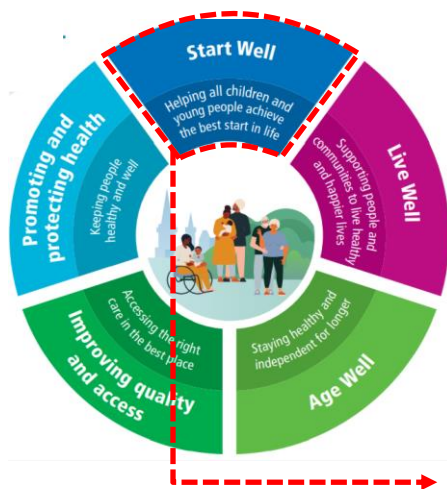 Start Well
Helping all children and
young people achieve
the best start in life
Live Well
Supporting people and
communities to live healthy
and happier lives
Age Well
Staying healthy and
independent for longer
Improving quality
and access
Accessing the right
care in the best place
Promoting and
protecting health
Keeping people
healthy and well